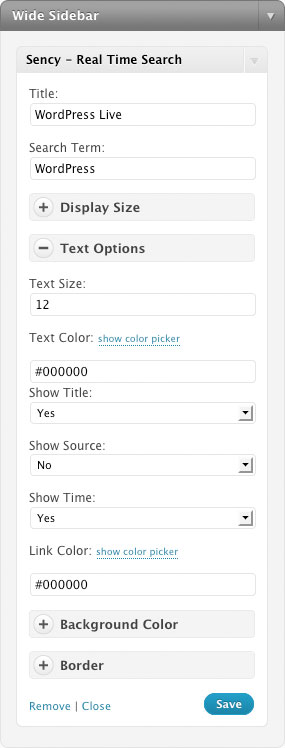 Wide Sidebar
Sency – Real Time Search
Title:
WordPress Live
Search Term:
WordPress
Display Size
Text Options
Text Size:
12
Text Color: show color picker
#000000
Show Title:
Yes
Show Source:
No
Show Time:
Yes
Link Color: show color picker
#000000
Background Color
Border
Remove | Close Save